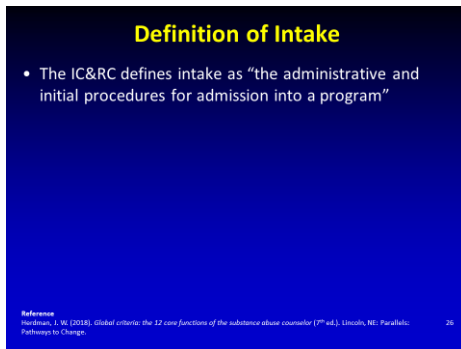 Definition of Intake
• The IC&RC defines intake as “the administrative and
initial procedures for admission into a program”
Reference
Herdman, J. W. (2018). Global criteria: the 12 core functions of the substance abuse counselor (7th ed.). Lincoln, NE: Parallels:
Pathways to Change.
26